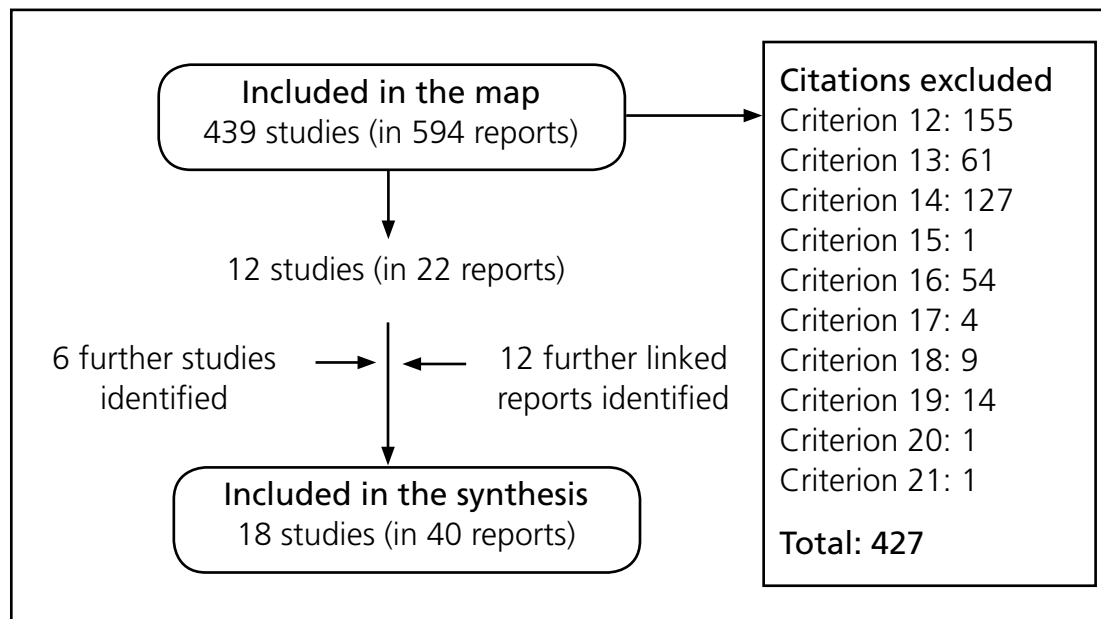 Included in the map
439 studies (in 594 reports)
12 studies (in 22 reports)
6 further studies
identified
12 further linked
reports identified
Included in the synthesis
18 studies (in 40 reports)
Citations excluded
Criterion 12: 155
Criterion 13: 61
Criterion 14: 127
Criterion 15: 1
Criterion 16: 54
Criterion 17: 4
Criterion 18: 9
Criterion 19: 14
Criterion 20: 1
Criterion 21: 1
Total: 427